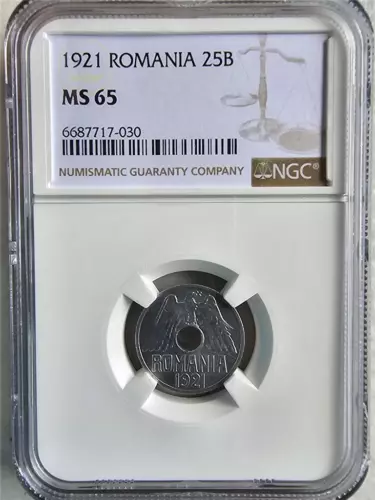 1921 ROMANIA 25B
MS 65
6687717-030
NUMISMATIC GUARANTY COMPANY
NGC®
ROMANIA
1921